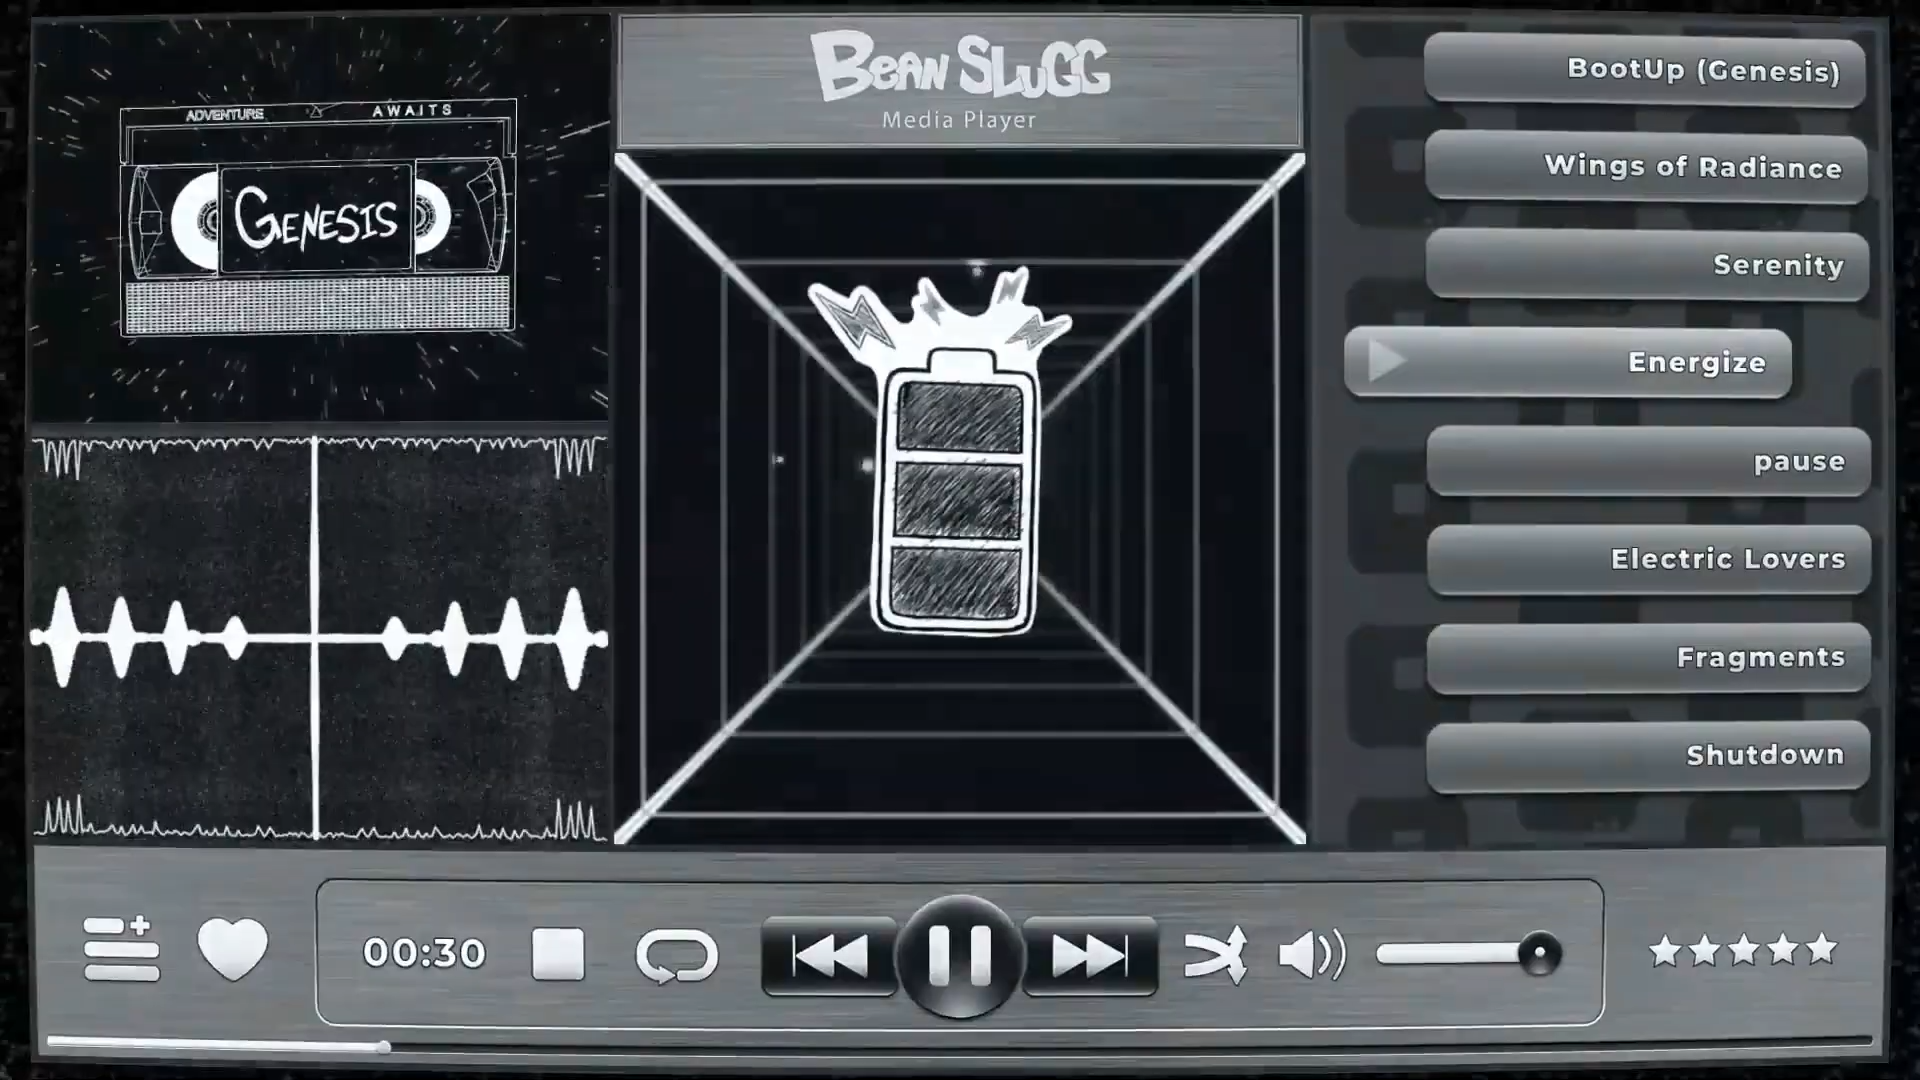 ADVENTURE AWAITS
GENESIS
BEAN SLUGG
Media Player
BootUp (Genesis)
Wings of Radiance
Serenity
Energize
pause
Electric Lovers
Fragments
Shutdown
00:30